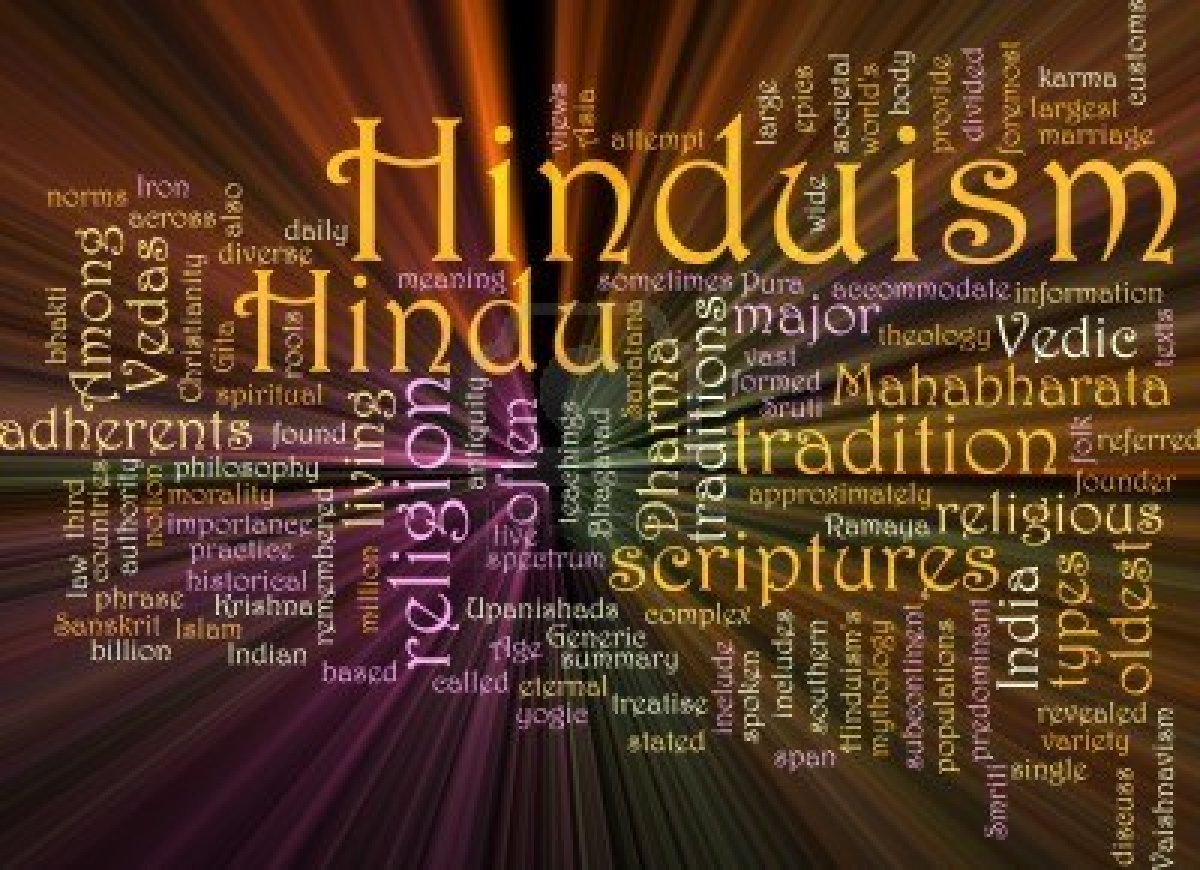 Hinduism
Hindu
views
Asia
attempt
large
epics
societal
world's
body
provide
divided
foremost
karma
largest
marriage
customs
wide
norms
Iron
across
also
daily
diverse
meaning
sometimes
Pura
accommodate
information
bhakti
Among
Vedas
Christianity
Gita
roots
spiritual
Sanatana
Dharma
traditions
major
theology
Vedic
texts
vast
formed
Sruti
Mahabharata
adherents
found
living
religion
antiquity
often
teachings
Bhagavad
tradition
folk
referred
founder
philosophy
morality
importance
practice
historical
Krishna
remembered
million
law
third
countries
authority
notion
phrase
Sanskrit
Islam
billion
Indian
based
live
spectrum
approximately
Ramaya
religious
scriptures
India
types
oldest
Upanishads
complex
Age
Generic
summary
called
eternal
treatise
yogic
stated
include
spoken
includes
southern
Hinduism's
mythology
subcontinent
populations
predominant
span
Smriti
revealed
variety
single
discuss
Vaishnavism